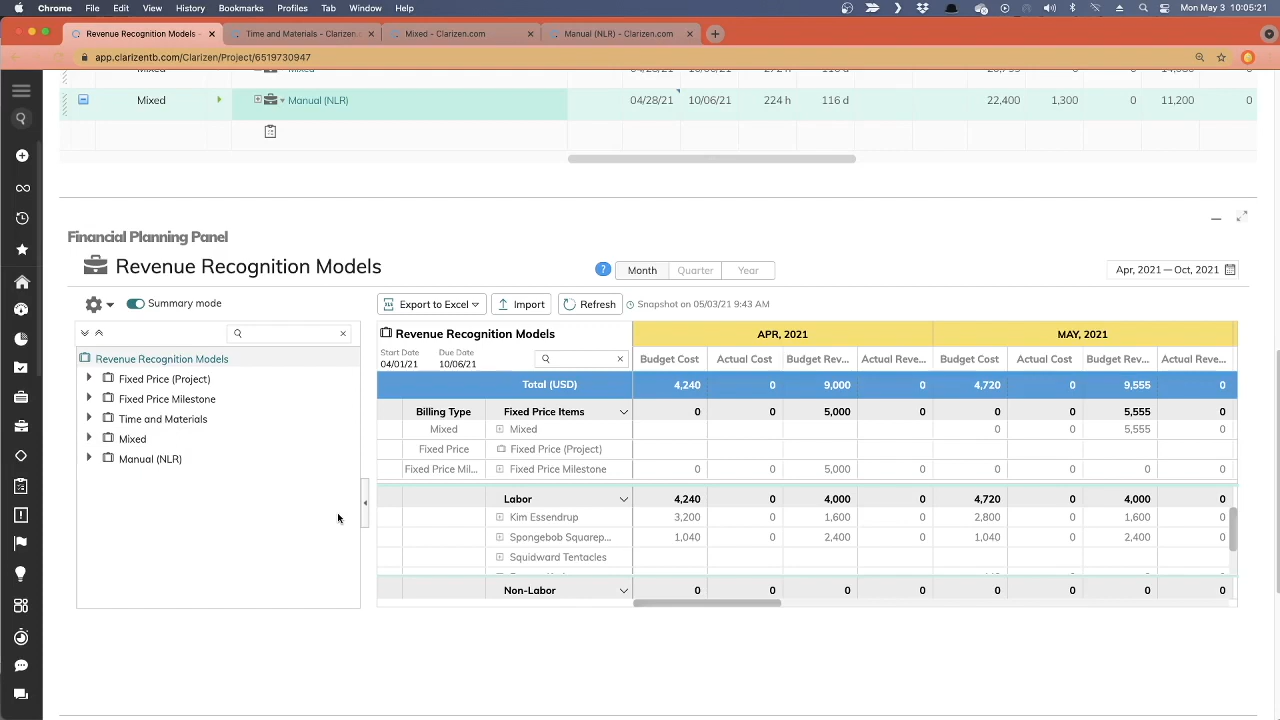 Chrome File Edit View History Bookmarks Profiles Tab Window Help Mon May 3 10:05:21
Revenue Recognition Models - Time and Materials - Clarizen Mixed - Clarizen.com Manual (NLR) - Clarizen.com
app.clarizentb.com/Clarizen/Project/6519730947
Mixed Manual (NLR) 04/28/21 10/06/21 224 h 116 d 22,400 1,300 0 11,200 0
Financial Planning Panel
Revenue Recognition Models ? Month Quarter Year Apr, 2021 — Oct, 2021
Summary mode Export to Excel Import Refresh Snapshot on 05/03/21 9:43 AM
Revenue Recognition Models
Fixed Price (Project)
Fixed Price Milestone
Time and Materials
Mixed
Manual (NLR)
Revenue Recognition Models APR, 2021 MAY, 2021
Start Date Due Date
04/01/21 10/06/21
Budget Cost Actual Cost Budget Rev... Actual Reve... Budget Cost Actual Cost Budget Rev... Actual Reve...
Total (USD) 4,240 0 9,000 0 4,720 0 9,555 0
Billing Type Fixed Price Items 0 0 5,000 0 0 0 5,555 0
Mixed Mixed 0 0 5,555 0
Fixed Price Fixed Price (Project)
Fixed Price Mil... Fixed Price Milestone 0 0 5,000 0 0 0 0 0
Labor 4,240 0 4,000 0 4,720 0 4,000 0
Kim Essendrup 3,200 0 1,600 0 2,800 0 1,600 0
Spongebob Squarep... 1,040 0 2,400 0 1,040 0 2,400 0
Squidward Tentacles
Non-Labor 0 0 0 0 0 0 0 0